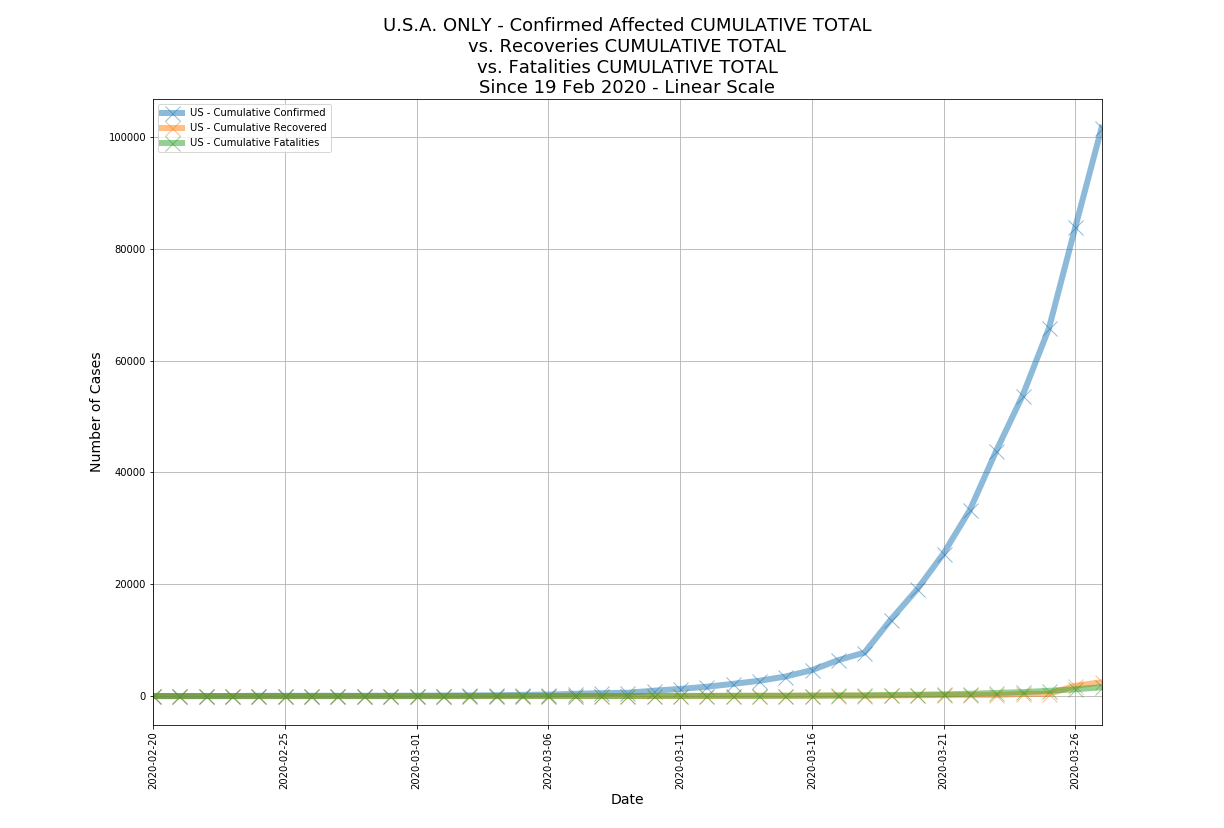 U.S.A. ONLY - Confirmed Affected CUMULATIVE TOTAL
vs. Recoveries CUMULATIVE TOTAL
vs. Fatalities CUMULATIVE TOTAL
Since 19 Feb 2020 - Linear Scale
US - Cumulative Confirmed
US - Cumulative Recovered
US - Cumulative Fatalities
Number of Cases
100000
80000
60000
40000
20000
0
2020-02-20
2020-02-25
2020-03-01
2020-03-06
2020-03-11
2020-03-16
2020-03-21
2020-03-26
Date